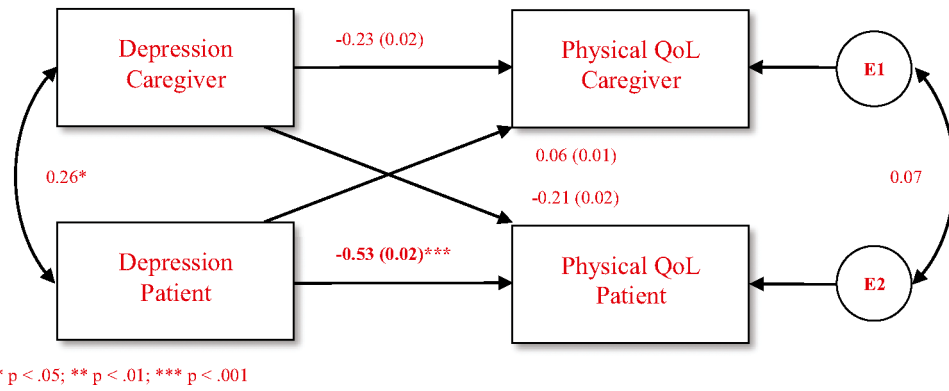 Depression
Caregiver
-0.23 (0.02)
Physical QoL
Caregiver
E1
0.06 (0.01)
0.26*
-0.21 (0.02)
0.07
Depression
Patient
-0.53 (0.02)***
Physical QoL
Patient
E2
* p < .05; ** p < .01; *** p < .001